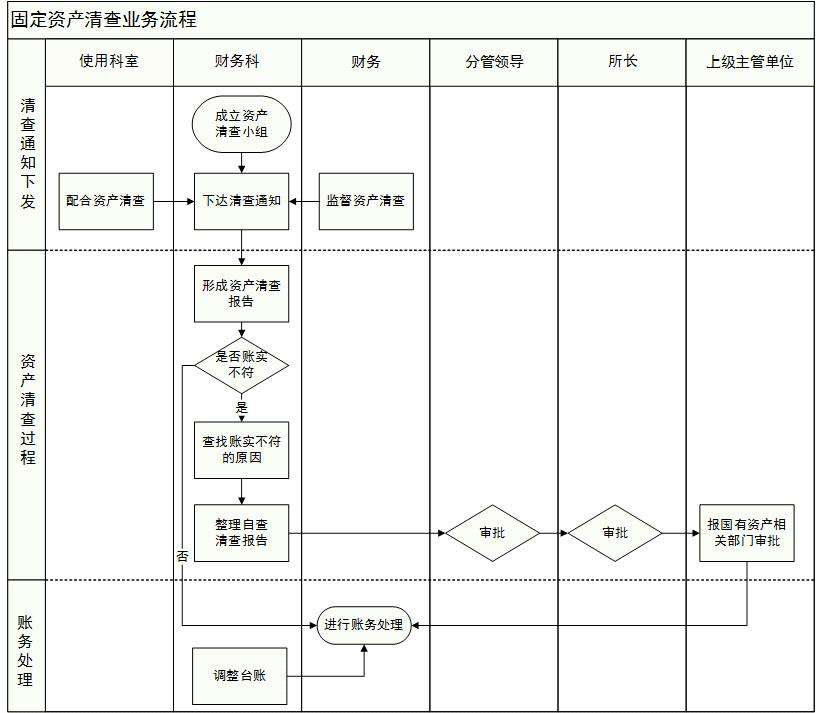 固定资产清查业务流程
使用科室
财务科
财务
分管领导
所长
上级主管单位
清查通知下发
成立资产
清查小组
配合资产清查
下达清查通知
监督资产清查
资产清查过程
形成资产清查
报告
是否账实
不符
是
查找账实不符
的原因
整理自查
清查报告
审批
审批
报国有资产相
关部门审批
否
账务处理
进行账务处理
调整台账